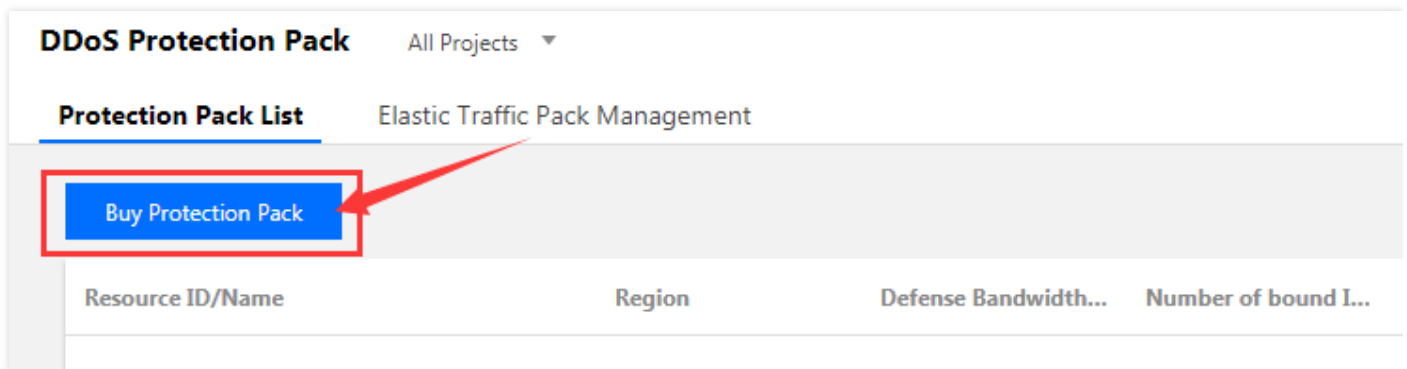 DDoS Protection Pack All Projects
Protection Pack List Elastic Traffic Pack Management
Buy Protection Pack
Resource ID/Name Region Defense Bandwidth... Number of bound I...